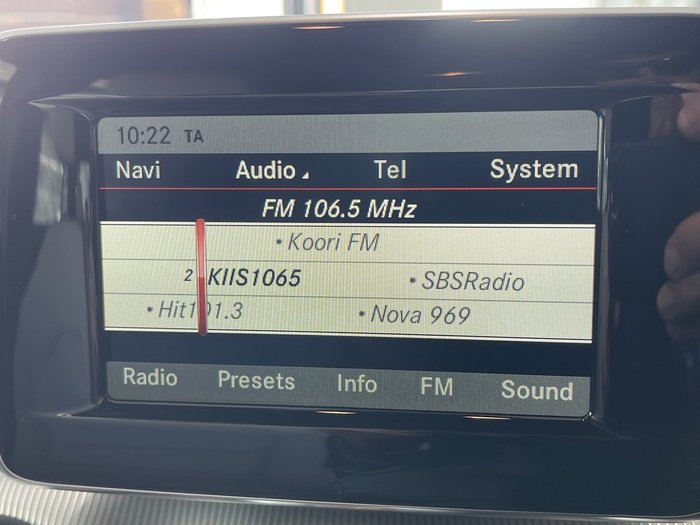 10:22 TA
Navi Audio Tel System
FM 106.5 MHz
• Koori FM
2 KIIS1065 • SBSRadio
• Hit101.3 • Nova 969
Radio Presets Info FM Sound